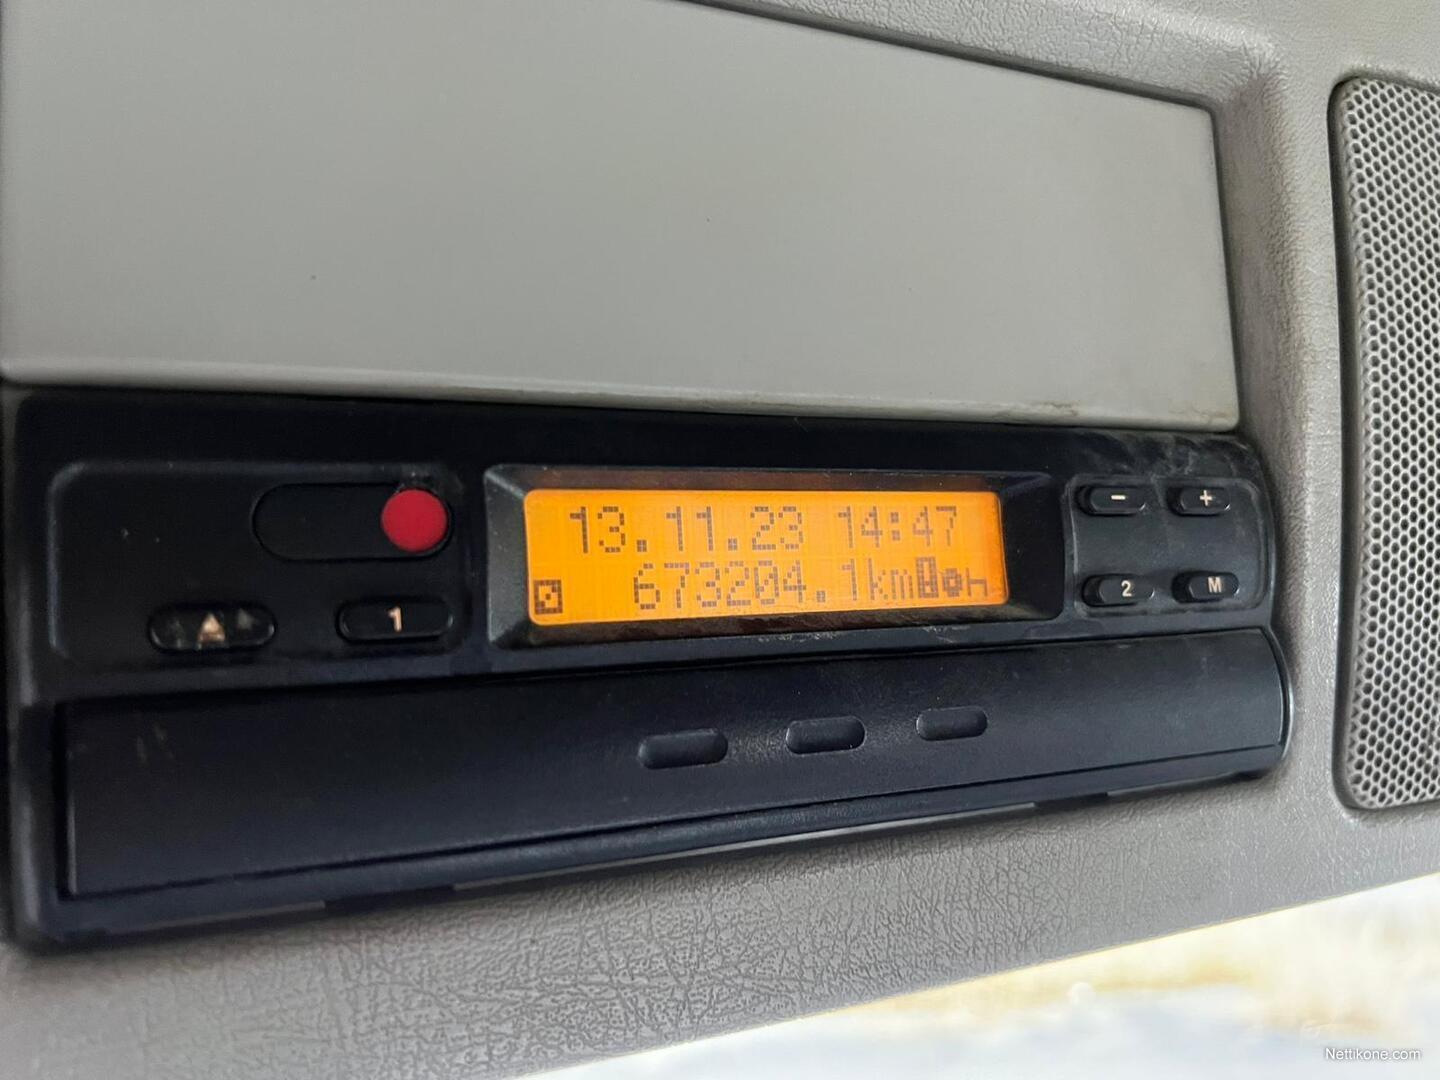 13.11.23 14:47
673204.1km
- +
1 2 M
Nettikone.com